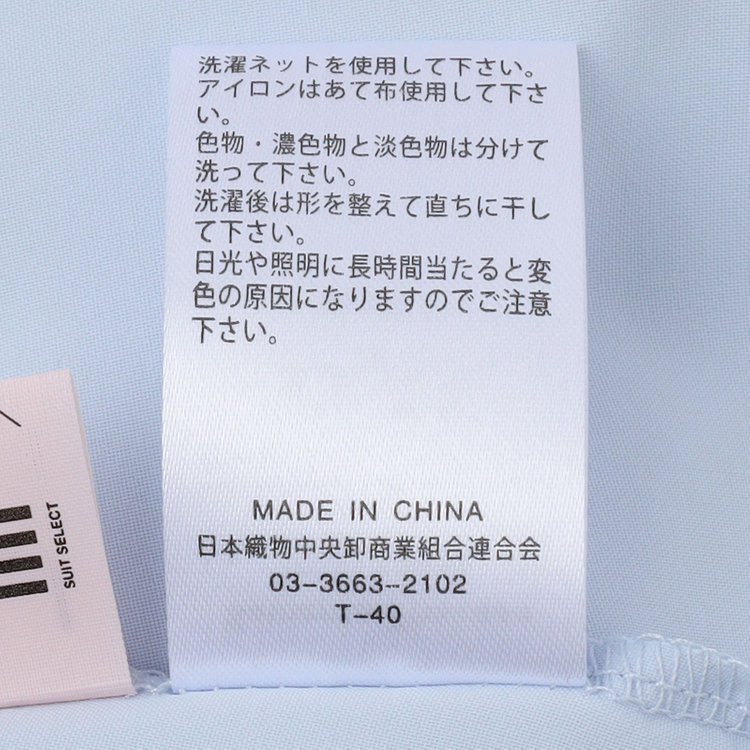 洗濯ネットを使用して下さい。
アイロンはあて布使用して下さ
い。
色物・濃色物と淡色物は分けて
洗って下さい。
洗濯後は形を整えて直ちに干し
て下さい。
日光や照明に長時間当たると変
色の原因になりますのでご注意
下さい。
MADE IN CHINA
日本織物中央卸商業組合連合会
03-3663-2102
T-40
SUIT SELECT